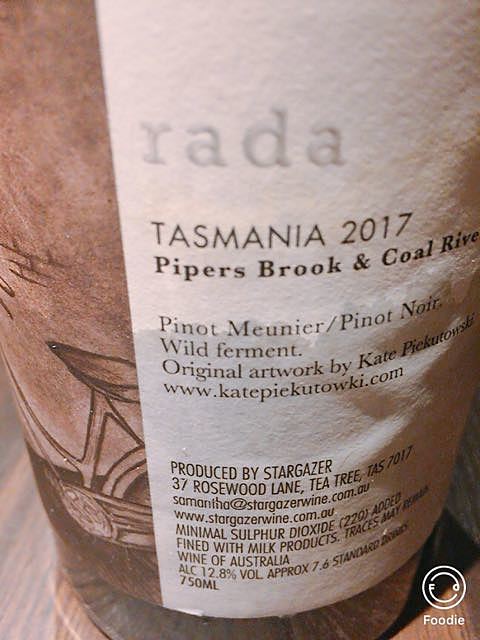 rada
TASMANIA 2017
Pipers Brook & Coal Rive
Pinot Meunier/Pinot Noir.
Wild ferment.
Original artwork by Kate Piekutowski
www.katepiekutowki.com
PRODUCED BY STARGAZER
37 ROSEWOOD LANE, TEA TREE, TAS 7017
samantha@stargazerwine.com.au
www.stargazerwine.com.au
MINIMAL SULPHUR DIOXIDE (220) ADDED
FINED WITH MILK PRODUCTS. TRACES MAY REMAIN
WINE OF AUSTRALIA
ALC 12.8% VOL. APPROX 7.6 STANDARD DRINKS
750ML
Foodie